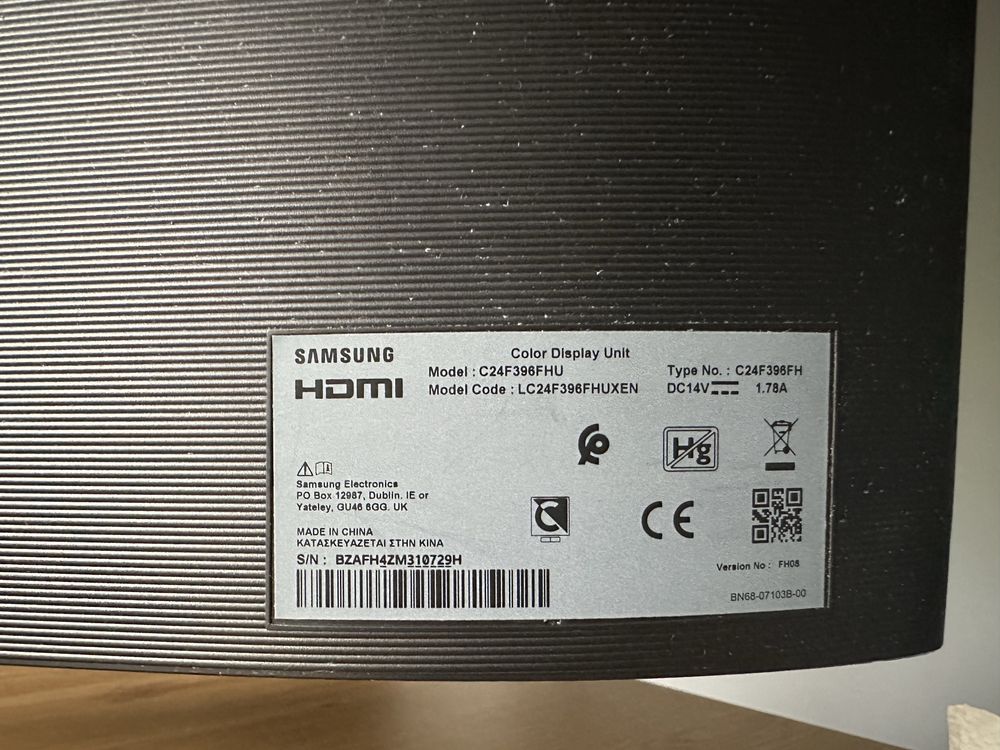 SAMSUNG
HDMI
Color Display Unit
Model : C24F396FHU
Model Code : LC24F396FHUXEN
Type No. : C24F396FH
DC14V 1.78A
Hg
Samsung Electronics
PO Box 12987, Dublin. IE or
Yateley, GU46 6GG. UK
MADE IN CHINA
ΚΑΤΑΣΚΕΥΑΖΕΤΑΙ ΣΤΗΝ ΚΙΝΑ
S/N : BZAFH4ZM310729H
CE
Version No : FH08
BN68-07103B-00